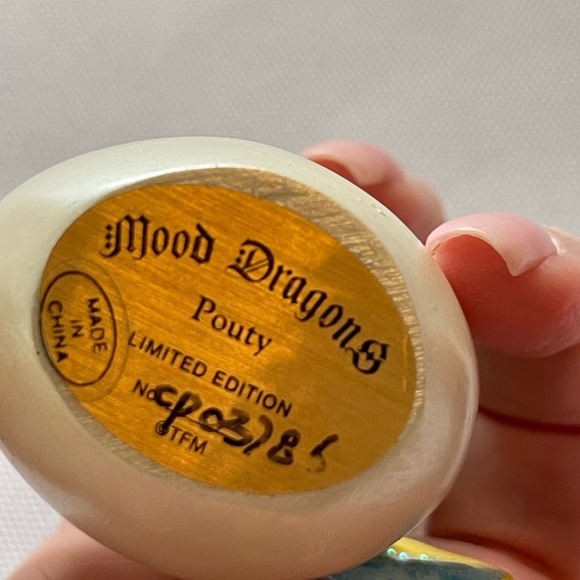 Mood Dragons
Pouty
LIMITED EDITION
No
©TFM
MADE
IN
CHINA